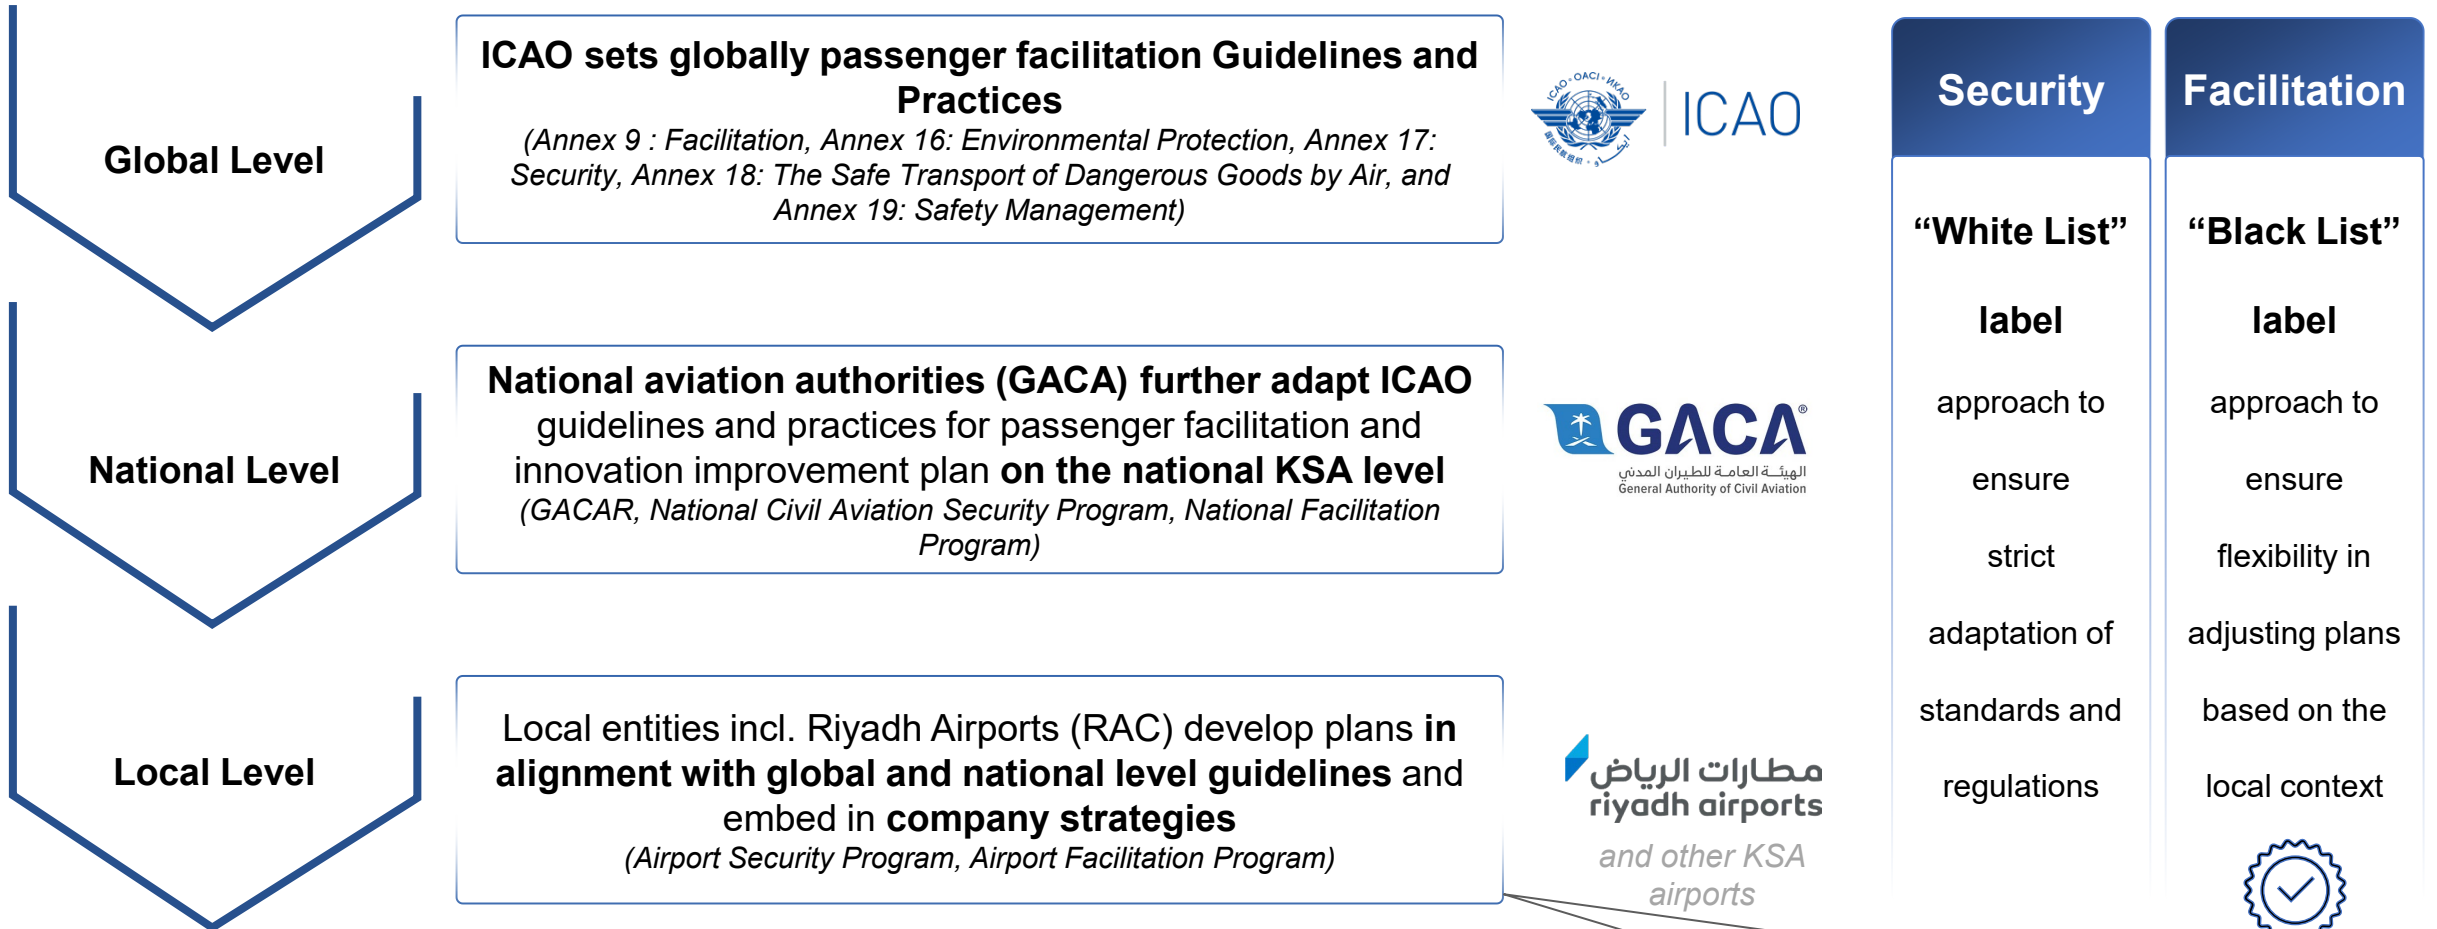 Global Level
ICAO sets globally passenger facilitation Guidelines and
Practices
(Annex 9 : Facilitation, Annex 16: Environmental Protection, Annex 17:
Security, Annex 18: The Safe Transport of Dangerous Goods by Air, and
Annex 19: Safety Management)
ICAO · OACI · ИКАО
ICAO
National Level
National aviation authorities (GACA) further adapt ICAO
guidelines and practices for passenger facilitation and
innovation improvement plan on the national KSA level
(GACAR, National Civil Aviation Security Program, National Facilitation
Program)
GACA®
الهيئة العامة للطيران المدني
General Authority of Civil Aviation
Local Level
Local entities incl. Riyadh Airports (RAC) develop plans in
alignment with global and national level guidelines and
embed in company strategies
(Airport Security Program, Airport Facilitation Program)
مطارات الرياض
riyadh airports
and other KSA
airports
Security
“White List”
label
approach to
ensure
strict
adaptation of
standards and
regulations
Facilitation
“Black List”
label
approach to
ensure
flexibility in
adjusting plans
based on the
local context